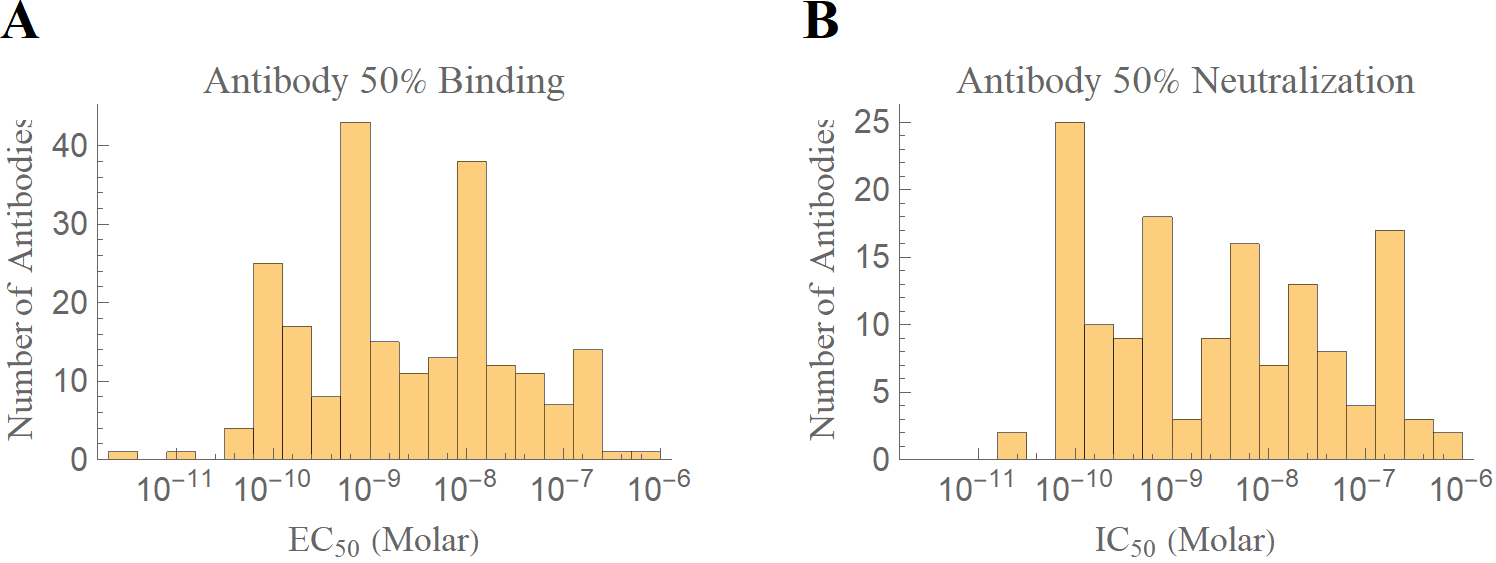 A
B
Antibody 50% Binding
Antibody 50% Neutralization
Number of Antibodies
40
30
20
10
0
10⁻¹¹ 10⁻¹⁰ 10⁻⁹ 10⁻⁸ 10⁻⁷ 10⁻⁶
EC₅₀ (Molar)
Number of Antibodies
25
20
15
10
5
0
10⁻¹¹ 10⁻¹⁰ 10⁻⁹ 10⁻⁸ 10⁻⁷ 10⁻⁶
IC₅₀ (Molar)